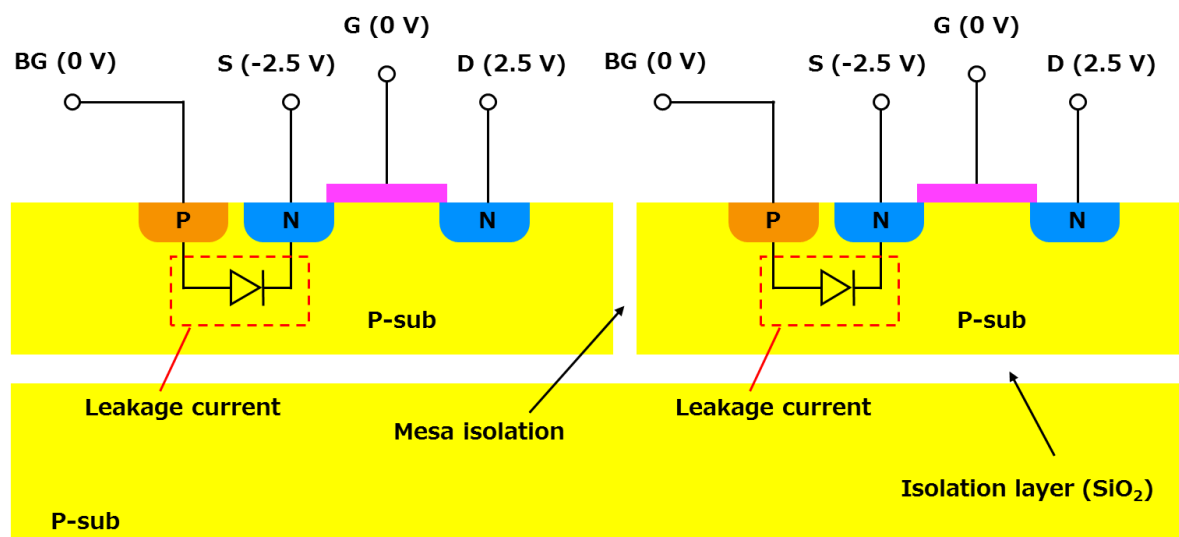 G (0 V)
G (0 V)
BG (0 V)
S (-2.5 V)
D (2.5 V)
BG (0 V)
S (-2.5 V)
D (2.5 V)
P
N
N
P
N
N
P-sub
P-sub
Leakage current
Mesa isolation
Leakage current
Isolation layer (SiO₂)
P-sub